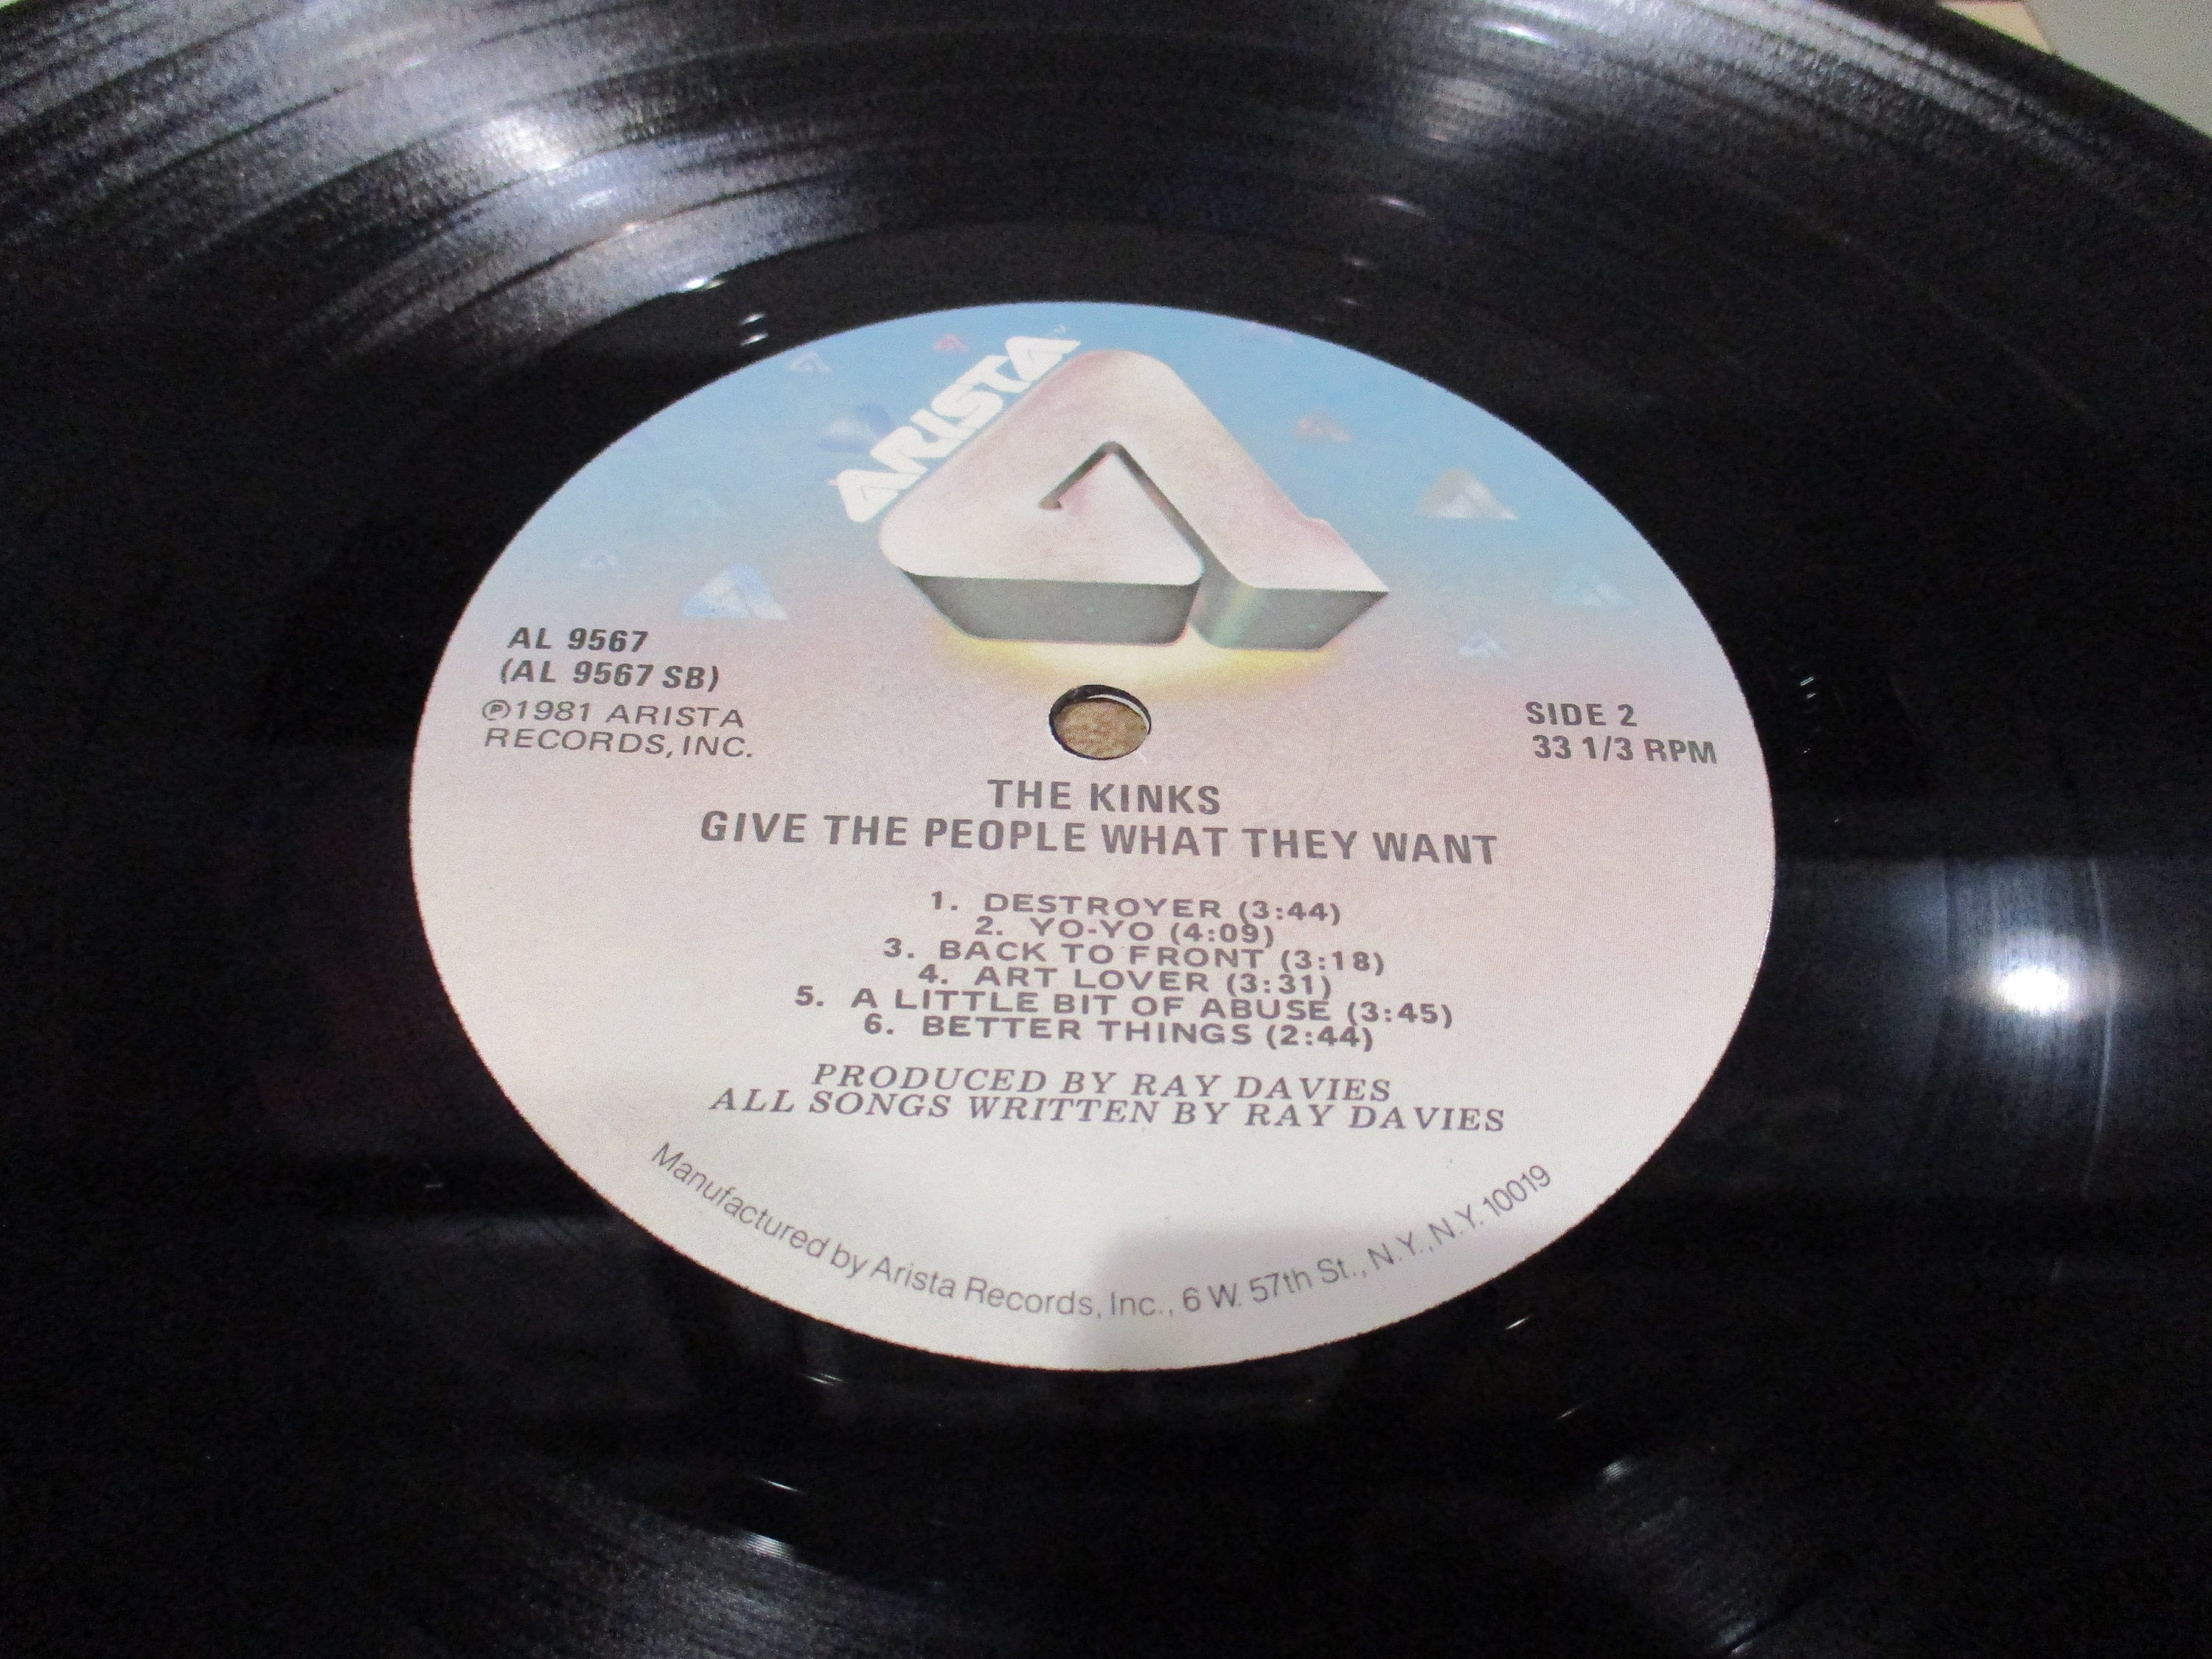 ARISTA™
AL 9567
(AL 9567 SB)
Ⓟ1981 ARISTA
RECORDS, INC.
SIDE 2
33 1/3 RPM
THE KINKS
GIVE THE PEOPLE WHAT THEY WANT
1. DESTROYER (3:44)
2. YO-YO (4:09)
3. BACK TO FRONT (3:18)
4. ART LOVER (3:31)
5. A LITTLE BIT OF ABUSE (3:45)
6. BETTER THINGS (2:44)
PRODUCED BY RAY DAVIES
ALL SONGS WRITTEN BY RAY DAVIES
Manufactured by Arista Records, Inc., 6 W. 57th St., N.Y., N.Y. 10019